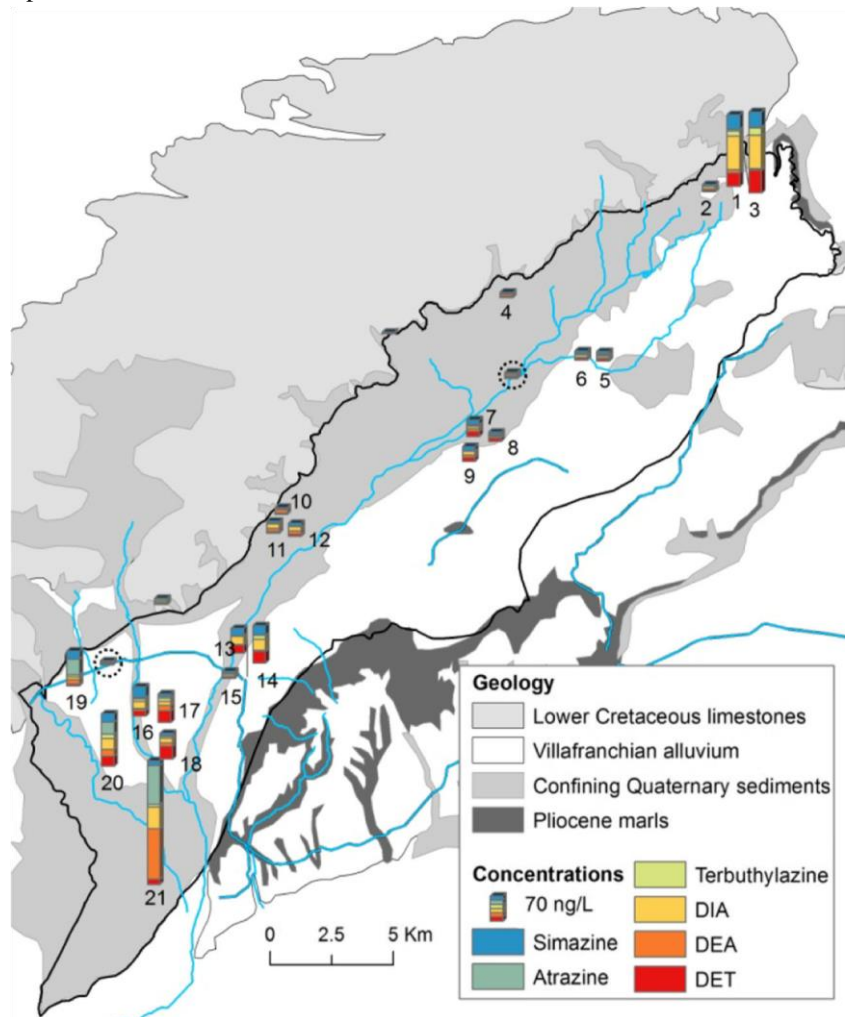 1
2
3
4
6
5
7
8
9
10
11
12
13
14
15
19
17
16
18
20
21
0 2.5 5 Km
Geology
Lower Cretaceous limestones
Villafranchian alluvium
Confining Quaternary sediments
Pliocene marls
Concentrations
70 ng/L
Simazine
Atrazine
Terbuthylazine
DIA
DEA
DET